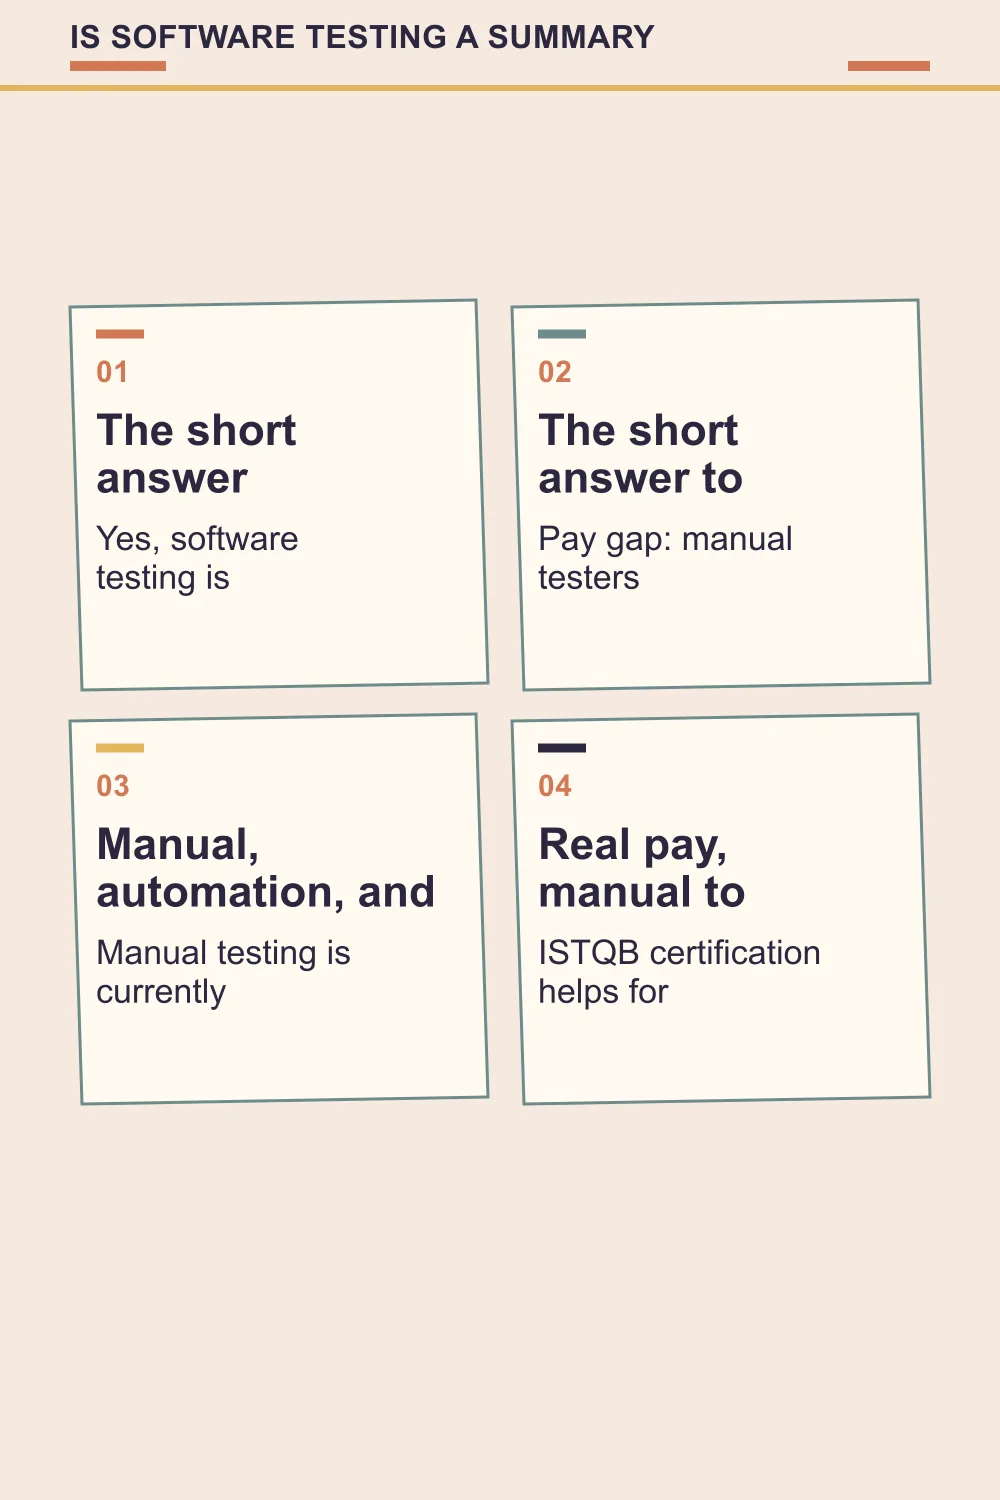 IS SOFTWARE TESTING A SUMMARY
01
The short
answer
Yes, software
testing is
02
The short
answer to
Pay gap: manual
testers
03
Manual,
automation, and
Manual testing is
currently
04
Real pay,
manual to
ISTQB certification
helps for